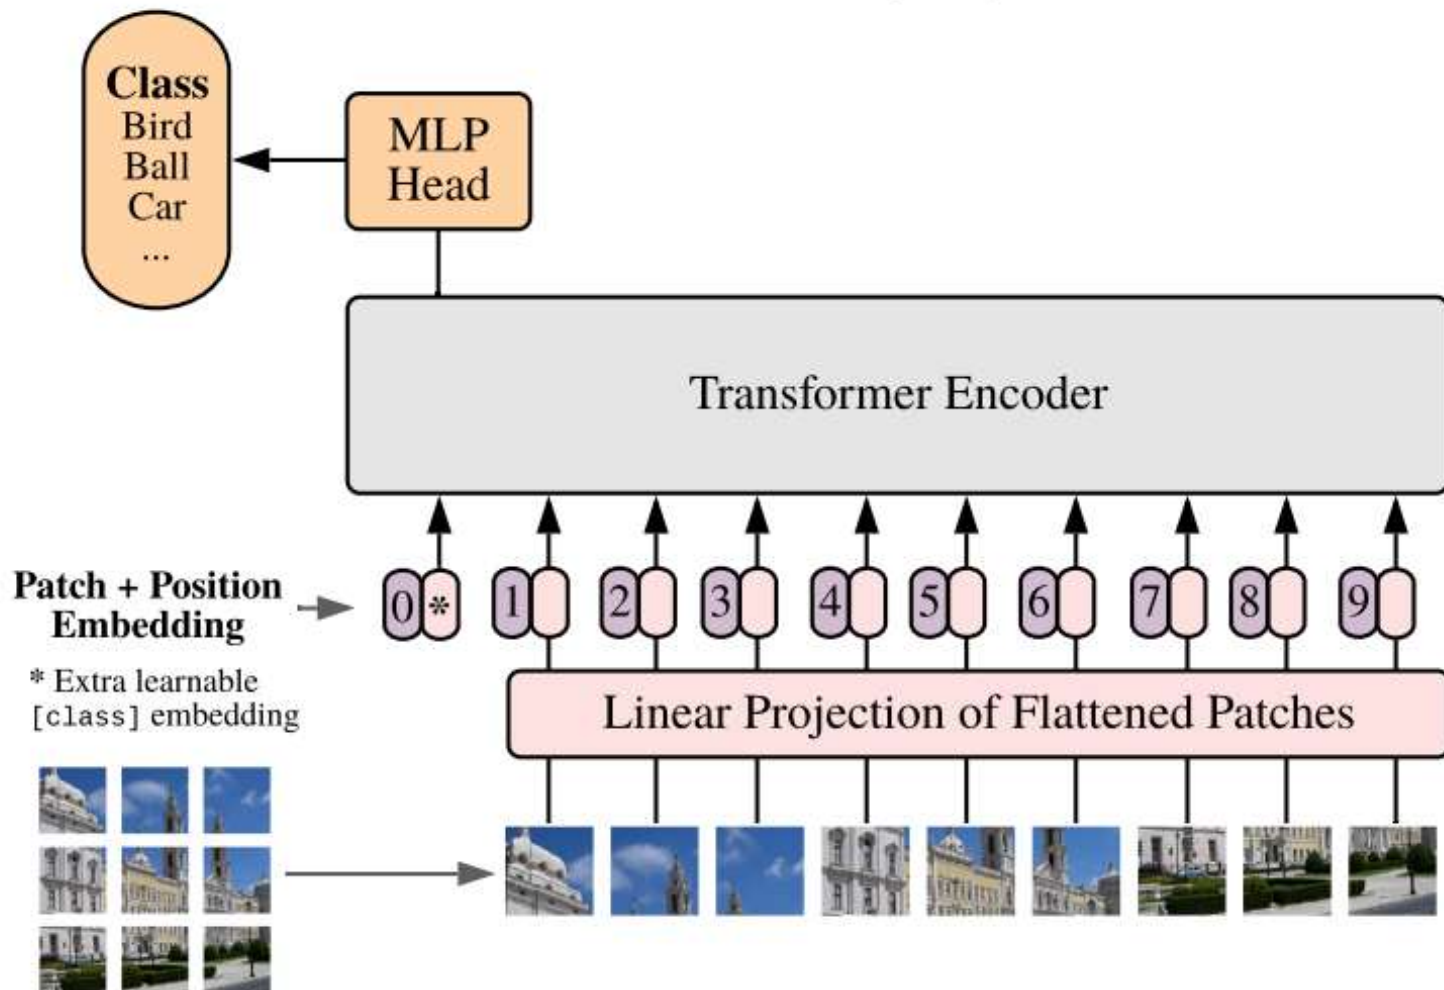 Class
Bird
Ball
Car
...
MLP
Head
Transformer Encoder
Patch + Position
Embedding
0 * 1 2 3 4 5 6 7 8 9
* Extra learnable
[class] embedding
Linear Projection of Flattened Patches